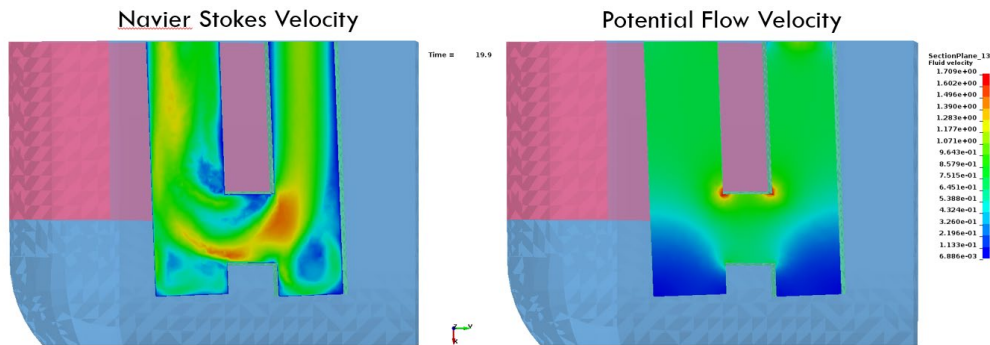 Navier Stokes Velocity
Potential Flow Velocity
Time = 19.9
SectionPlane_13
Fluid velocity
1.709e+00
1.602e+00
1.496e+00
1.390e+00
1.283e+00
1.177e+00
1.071e+00
9.643e-01
8.579e-01
7.515e-01
6.451e-01
5.388e-01
4.324e-01
3.260e-01
2.196e-01
1.133e-01
6.886e-03
Z
Y
X